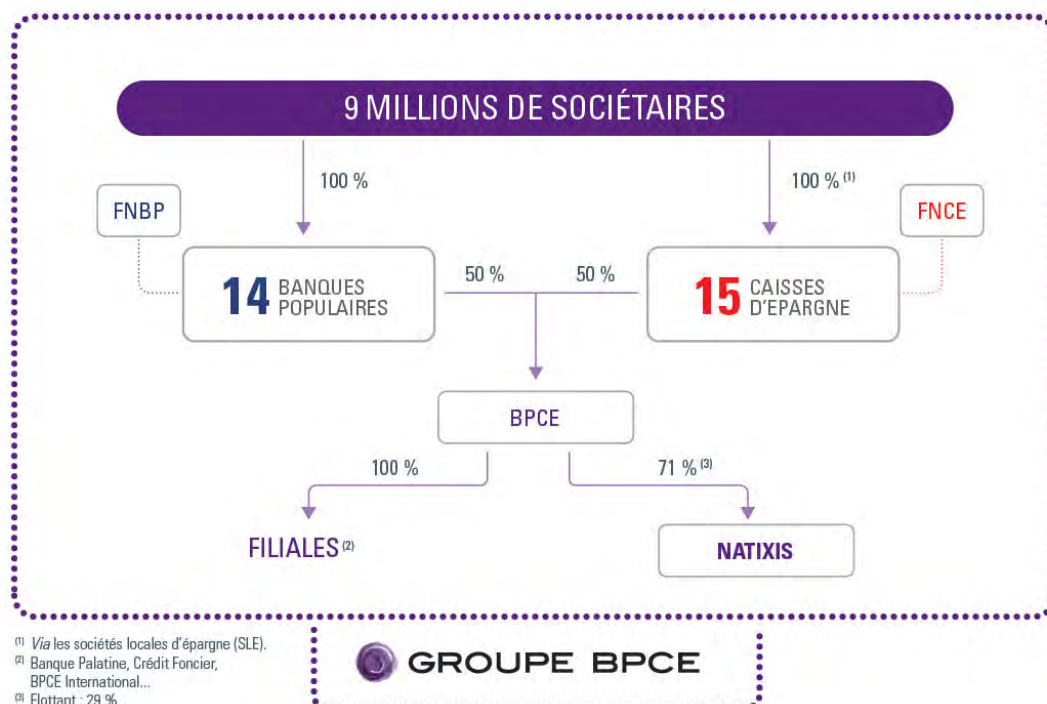 9 MILLIONS DE SOCIÉTAIRES
100 %
100 % (1)
FNBP
FNCE
14 BANQUES
POPULAIRES
50 %
50 %
15 CAISSES
D'EPARGNE
BPCE
100 %
71 % (3)
FILIALES (2)
NATIXIS
(1) Via les sociétés locales d'épargne (SLE).
(2) Banque Palatine, Crédit Foncier,
BPCE International...
(3) Flottant : 29 %
GROUPE BPCE